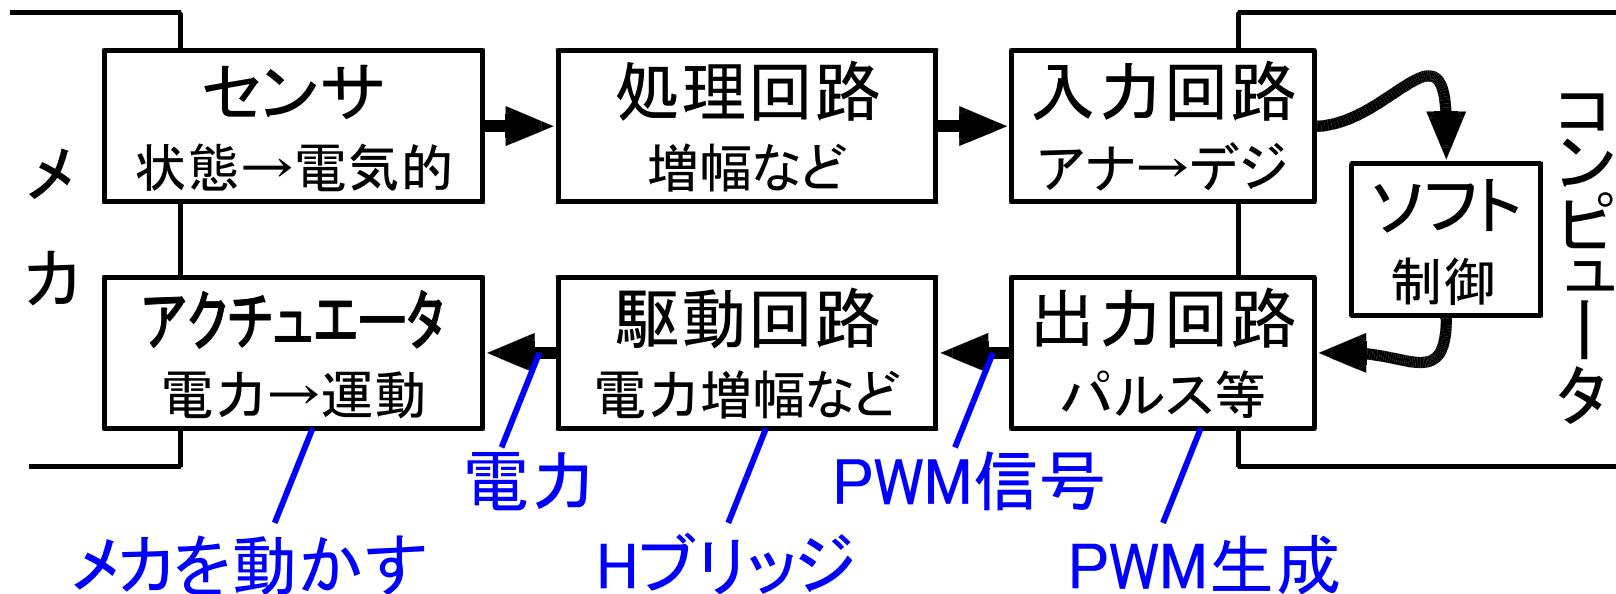 メカ
センサ
状態→電気的
処理回路
増幅など
入力回路
アナ→デジ
コンピュータ
ソフト
制御
アクチュエータ
電力→運動
駆動回路
電力増幅など
出力回路
パルス等
電力
PWM信号
メカを動かす
Hブリッジ
PWM生成